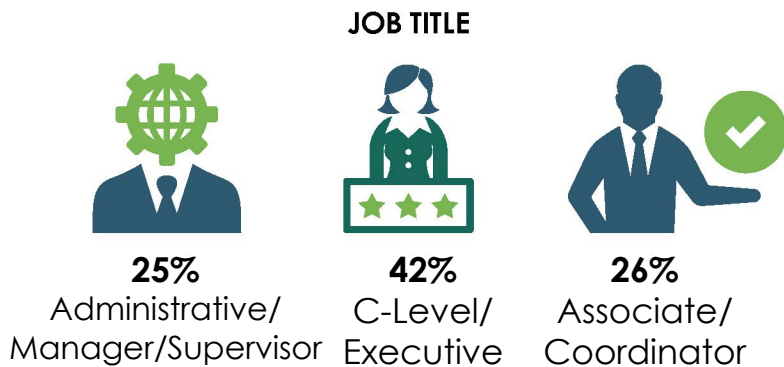 JOB TITLE
25%
Administrative/
Manager/Supervisor
42%
C-Level/
Executive
26%
Associate/
Coordinator